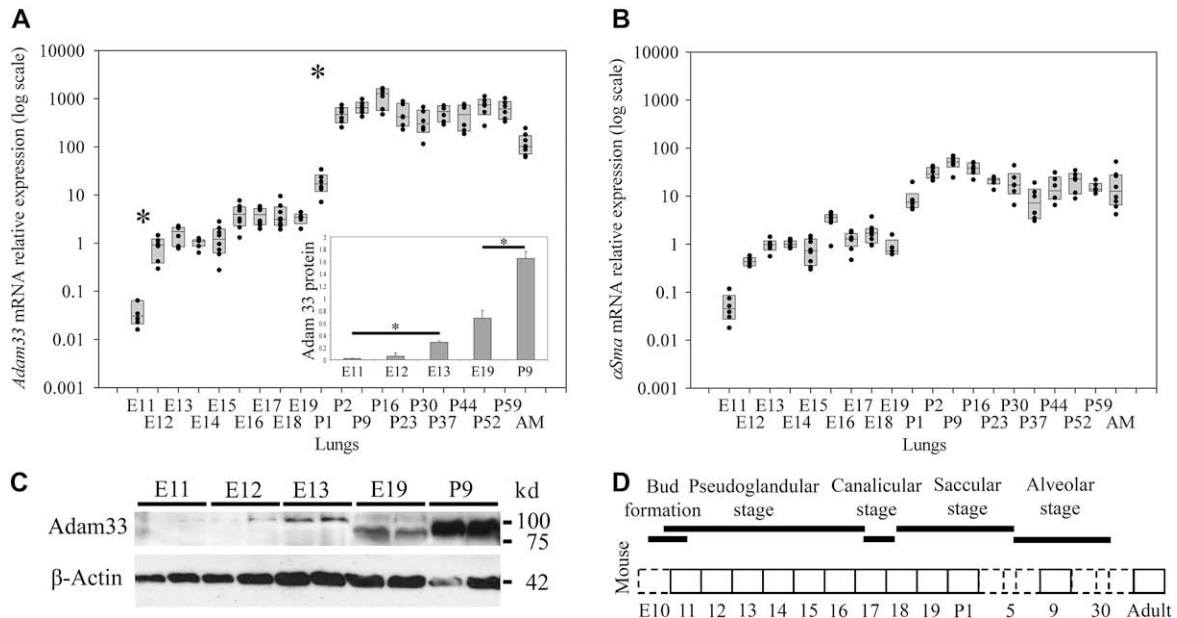 A
Adam33 mRNA relative expression (log scale)
10000
1000
100
10
1
0.1
0.01
0.001
*
*
Adam 33 protein
2
1.8
1.6
1.4
1.2
1
0.8
0.6
0.4
0.2
0
*
*
E11 E12 E13 E19 P9
E11 E13 E15 E17 E19 P2 P16 P30 P44 P59
E12 E14 E16 E18 P1 P9 P23 P37 P52 AM
Lungs
B
αSma mRNA relative expression (log scale)
10000
1000
100
10
1
0.1
0.01
0.001
E11 E13 E15 E17 E19 P2 P16 P30 P44 P59
E12 E14 E16 E18 P1 P9 P23 P37 P52 AM
Lungs
C
E11 E12 E13 E19 P9 kd
Adam33
100
75
β-Actin
42
D
Bud Pseudoglandular Canalicular Saccular Alveolar
formation stage stage stage stage
Mouse
E10 11 12 13 14 15 16 17 18 19 P1 5 9 30 Adult